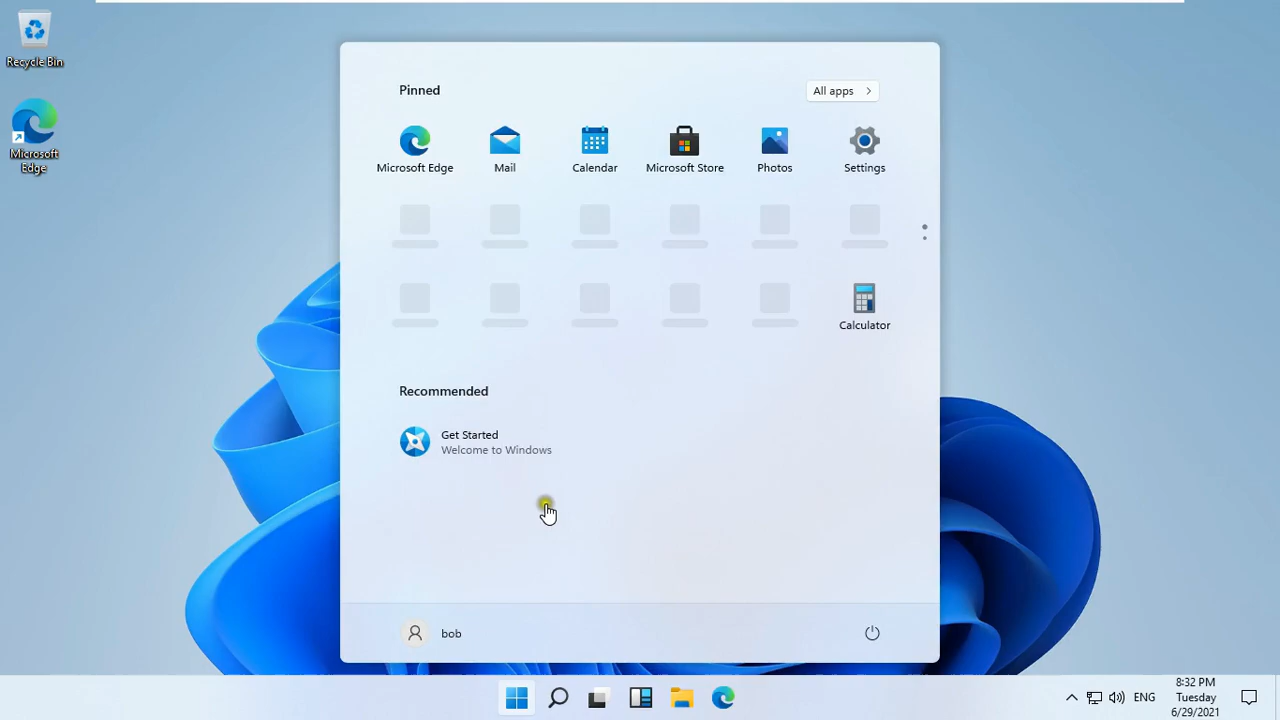 Recycle Bin
Microsoft
Edge
Pinned
All apps
Microsoft Edge
Mail
Calendar
Microsoft Store
Photos
Settings
Calculator
Recommended
Get Started
Welcome to Windows
bob
ENG
8:32 PM
Tuesday
6/29/2021